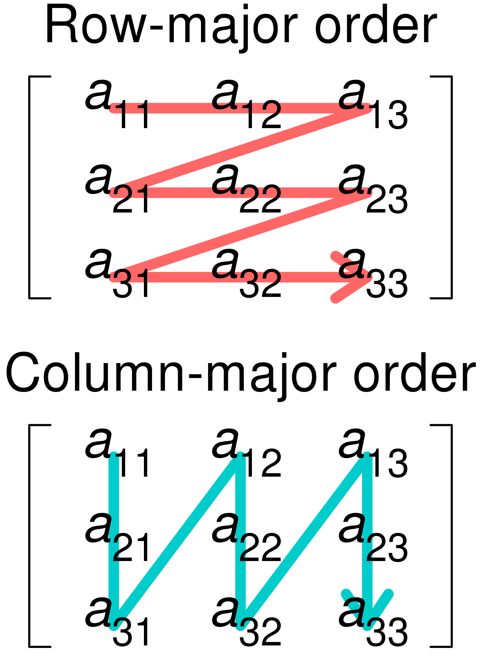 Row-major order
a11 a12 a13
a21 a22 a23
a31 a32 a33
Column-major order
a11 a12 a13
a21 a22 a23
a31 a32 a33